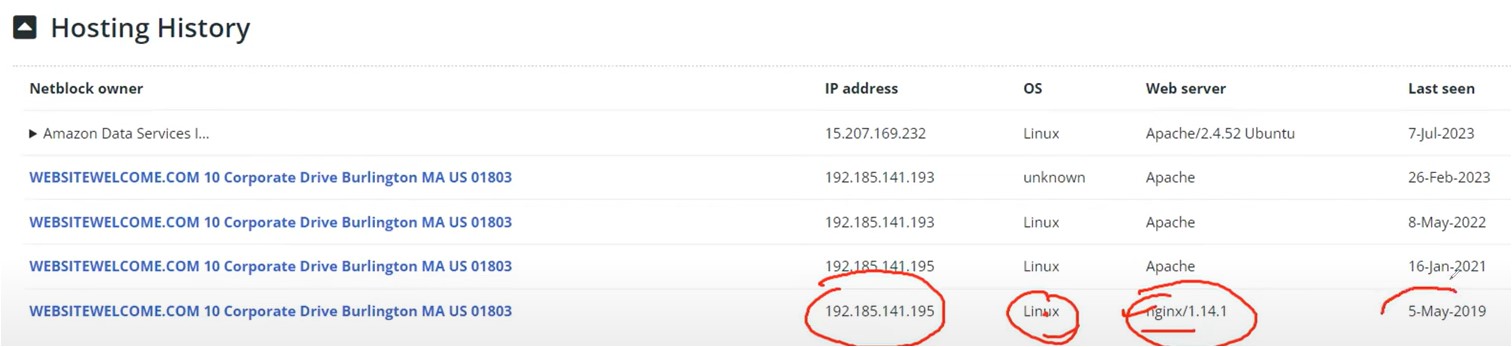 Hosting History
Netblock owner IP address OS Web server Last seen
Amazon Data Services I... 15.207.169.232 Linux Apache/2.4.52 Ubuntu 7-Jul-2023
WEBSITEWELCOME.COM 10 Corporate Drive Burlington MA US 01803 192.185.141.193 unknown Apache 26-Feb-2023
WEBSITEWELCOME.COM 10 Corporate Drive Burlington MA US 01803 192.185.141.193 Linux Apache 8-May-2022
WEBSITEWELCOME.COM 10 Corporate Drive Burlington MA US 01803 192.185.141.195 Linux Apache 16-Jan-2021
WEBSITEWELCOME.COM 10 Corporate Drive Burlington MA US 01803 192.185.141.195 Linux nginx/1.14.1 5-May-2019